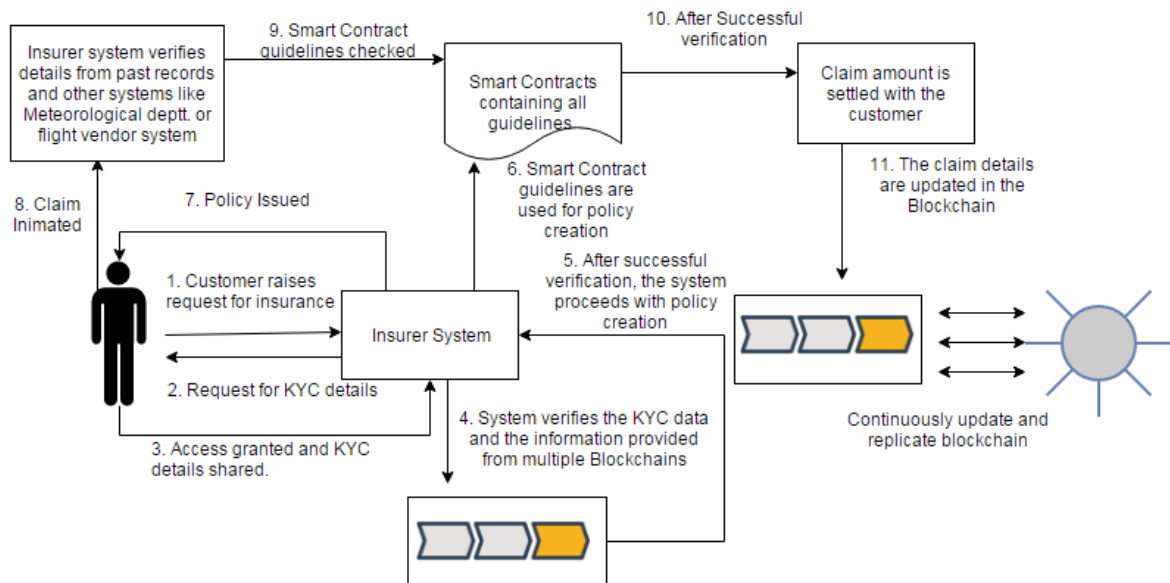 9. Smart Contract
guidelines checked
10. After Successful
verification
Insurer system verifies
details from past records
and other systems like
Meteorological deptt. or
flight vendor system
Smart Contracts
containing all
guidelines
Claim amount is
settled with the
customer
8. Claim
Inimated
7. Policy Issued
6. Smart Contract
guidelines are
used for policy
creation
11. The claim details
are updated in the
Blockchain
1. Customer raises
request for insurance
5. After successful
verification, the system
proceeds with policy
creation
Insurer System
2. Request for KYC details
3. Access granted and KYC
details shared.
4. System verifies the KYC data
and the information provided
from multiple Blockchains
Continuously update and
replicate blockchain